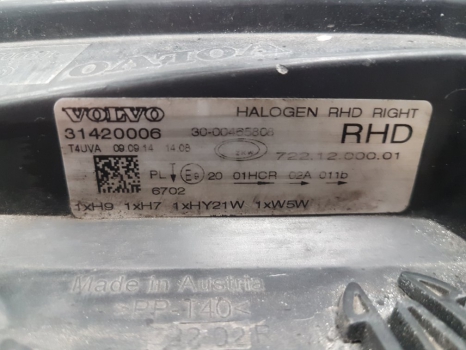 VOLVO HALOGEN RHD RIGHT
31420006 RHD
T4UVA 09.09.14 14:08 722.12.000.01
PL 20 01HCR 02A 011b
6702
1xH9 1xH7 1xHY21W 1xW5W
Made in Austria